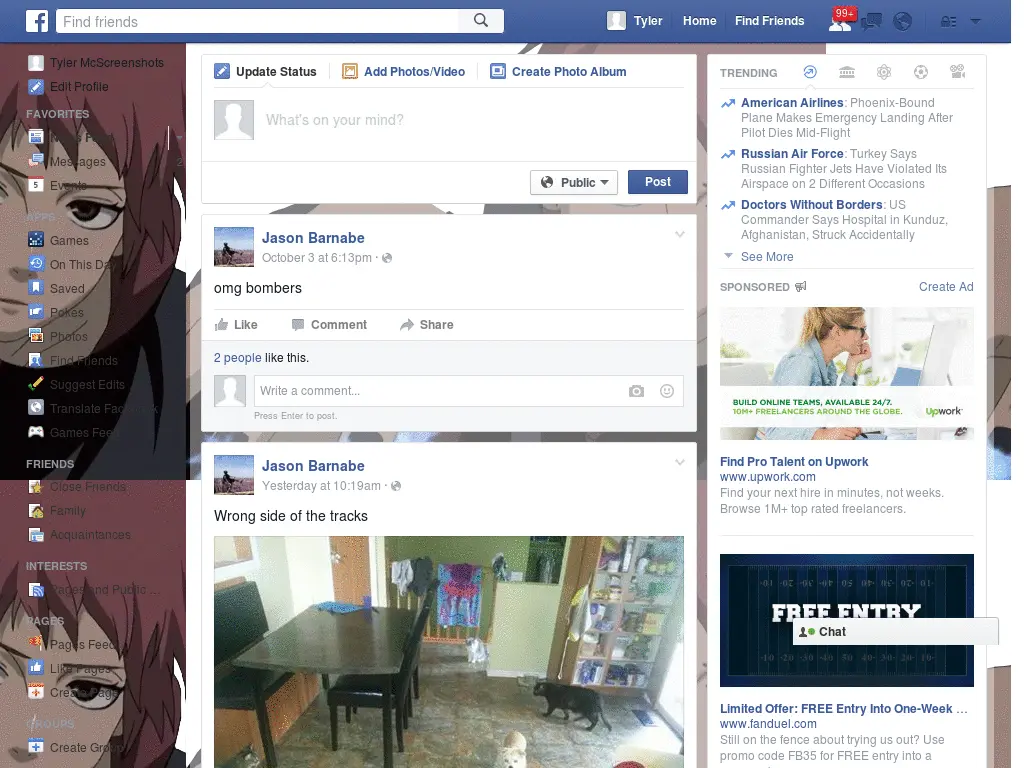 Find friends
Tyler
Home
Find Friends
99+
Tyler McScreenshots
Edit Profile
FAVORITES
Messages
2
5
Events
APPS
Games
On This Day
Saved
Pokes
Photos
Find Friends
Suggest Edits
Translate Facebook
Games Feed
FRIENDS
Close Friends
Family
Acquaintances
INTERESTS
Pages and Public ...
PAGES
Pages Feed
Like Pages
Create Page
GROUPS
Create Group
Update Status
Add Photos/Video
Create Photo Album
What's on your mind?
Public
Post
Jason Barnabe
October 3 at 6:13pm ·
omg bombers
Like
Comment
Share
2 people like this.
Write a comment...
Press Enter to post.
Jason Barnabe
Yesterday at 10:19am ·
Wrong side of the tracks
TRENDING
American Airlines: Phoenix-Bound
Plane Makes Emergency Landing After
Pilot Dies Mid-Flight
Russian Air Force: Turkey Says
Russian Fighter Jets Have Violated Its
Airspace on 2 Different Occasions
Doctors Without Borders: US
Commander Says Hospital in Kunduz,
Afghanistan, Struck Accidentally
See More
SPONSORED
Create Ad
BUILD ONLINE TEAMS, AVAILABLE 24/7.
10M+ FREELANCERS AROUND THE GLOBE.
Upwork
Find Pro Talent on Upwork
www.upwork.com
Find your next hire in minutes, not weeks.
Browse 1M+ top rated freelancers.
FREE ENTRY
Chat
Limited Offer: FREE Entry Into One-Week ...
www.fanduel.com
Still on the fence about trying us out? Use
promo code FB35 for FREE entry into a